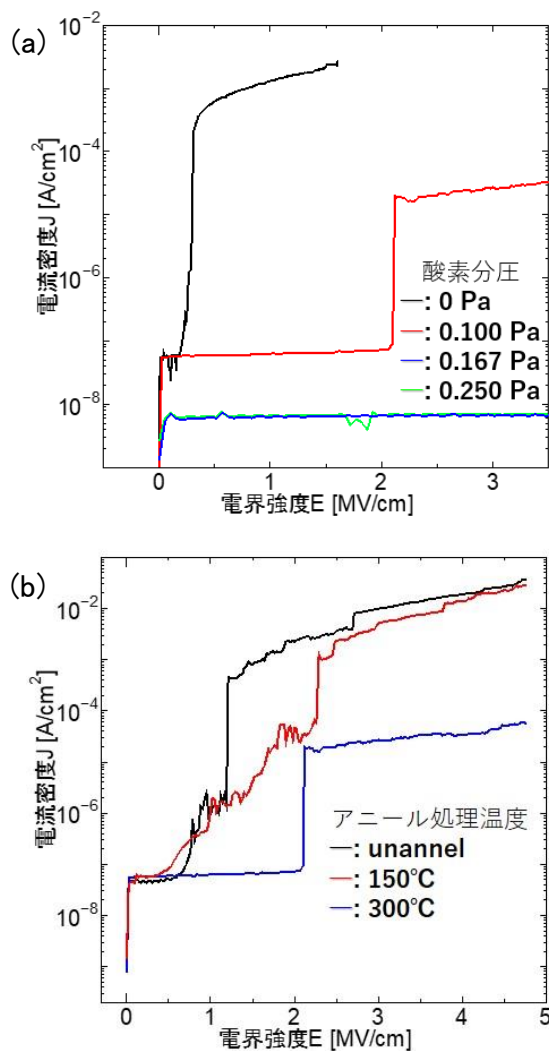 (a)
10⁻²
10⁻⁴
10⁻⁶
10⁻⁸
電流密度J [A/cm²]
酸素分圧
: 0 Pa
: 0.100 Pa
: 0.167 Pa
: 0.250 Pa
0 1 2 3
電界強度E [MV/cm]
(b)
10⁻²
10⁻⁴
10⁻⁶
10⁻⁸
電流密度J [A/cm²]
アニール処理温度
: unannel
: 150℃
: 300℃
0 1 2 3 4 5
電界強度E [MV/cm]